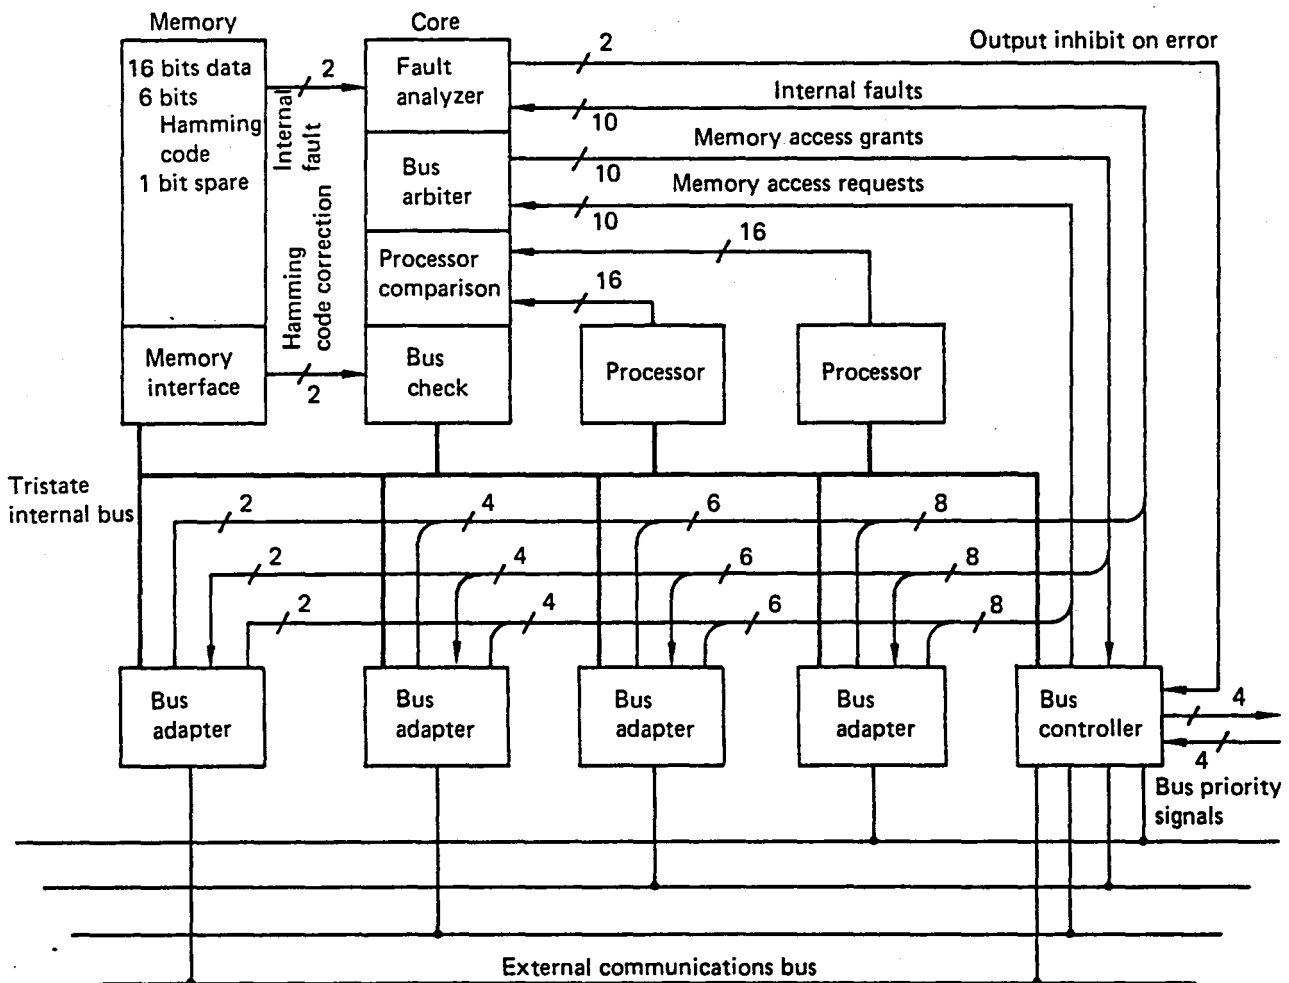 Memory
Core
16 bits data
6 bits
Hamming
code
1 bit spare
2
Internal
fault
Hamming
code correction
Fault
analyzer
2
Output inhibit on error
Internal faults
10
Memory access grants
10
Bus
arbiter
Memory access requests
10
16
Processor
comparison
16
Memory
interface
2
Bus
check
Processor
Processor
Tristate
internal bus
2
4
6
8
2
4
6
8
2
4
6
8
Bus
adapter
Bus
adapter
Bus
adapter
Bus
adapter
Bus
controller
4
4
Bus priority
signals
External communications bus